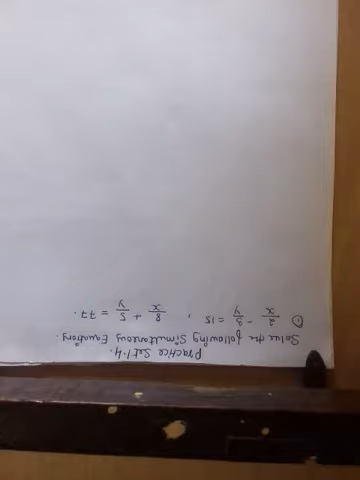 Practice Set 1.4.
Solve the following Simultaneous Equations.
① 2/x - 3/y = 15 , 8/x + 5/y = 77.